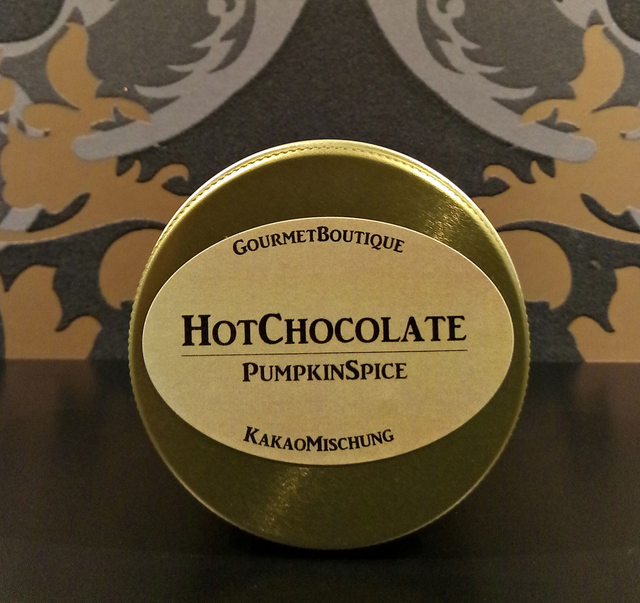 GourmetBoutique
HotChocolate
PumpkinSpice
KakaoMischung